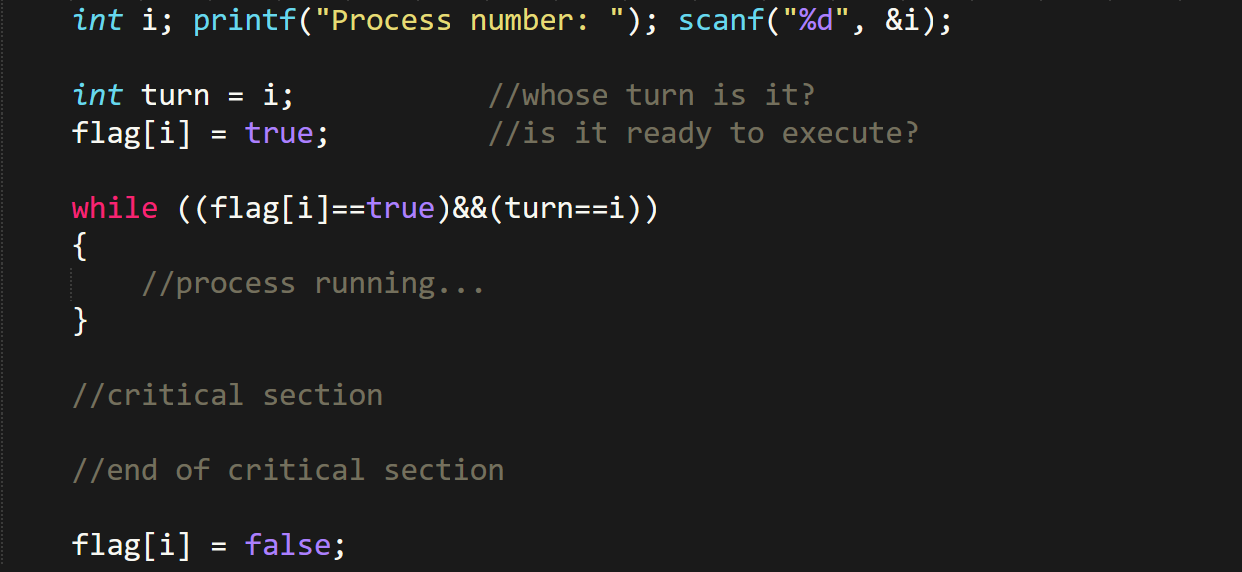 int i; printf("Process number: "); scanf("%d", &i);
int turn = i; //whose turn is it?
flag[i] = true; //is it ready to execute?
while ((flag[i]==true)&&(turn==i))
{
//process running...
}
//critical section
//end of critical section
flag[i] = false;